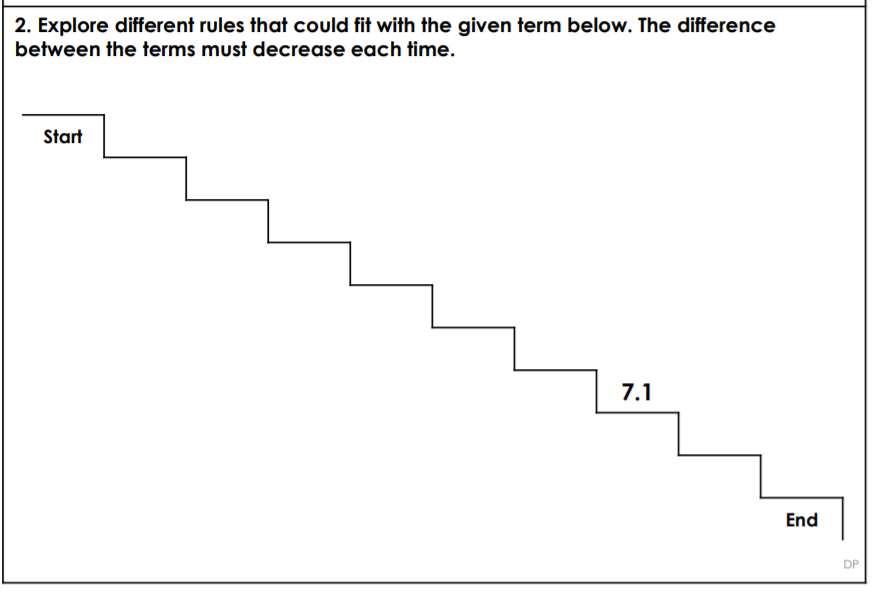 2. Explore different rules that could fit with the given term below. The difference
between the terms must decrease each time.
Start
7.1
End
DP